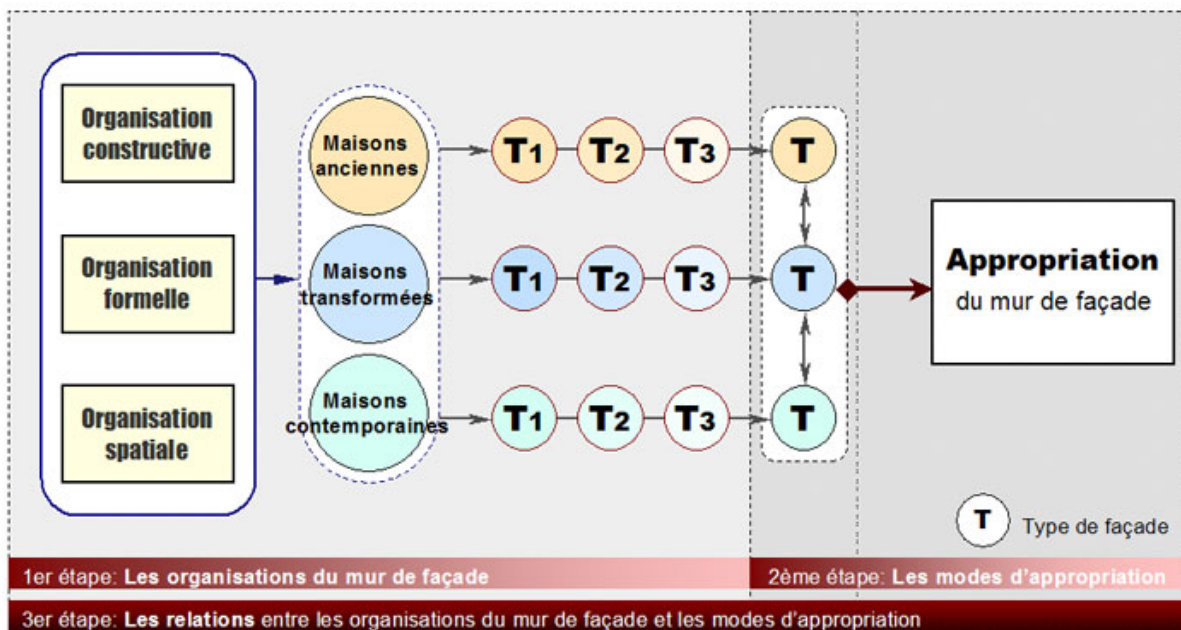 Organisation
constructive
Organisation
formelle
Organisation
spatiale
Maisons
anciennes
Maisons
transformées
Maisons
contemporaines
T1 T2 T3 T
T1 T2 T3 T
T1 T2 T3 T
Appropriation
du mur de façade
T Type de façade
1er étape: Les organisations du mur de façade
2ème étape: Les modes d'appropriation
3er étape: Les relations entre les organisations du mur de façade et les modes d'appropriation